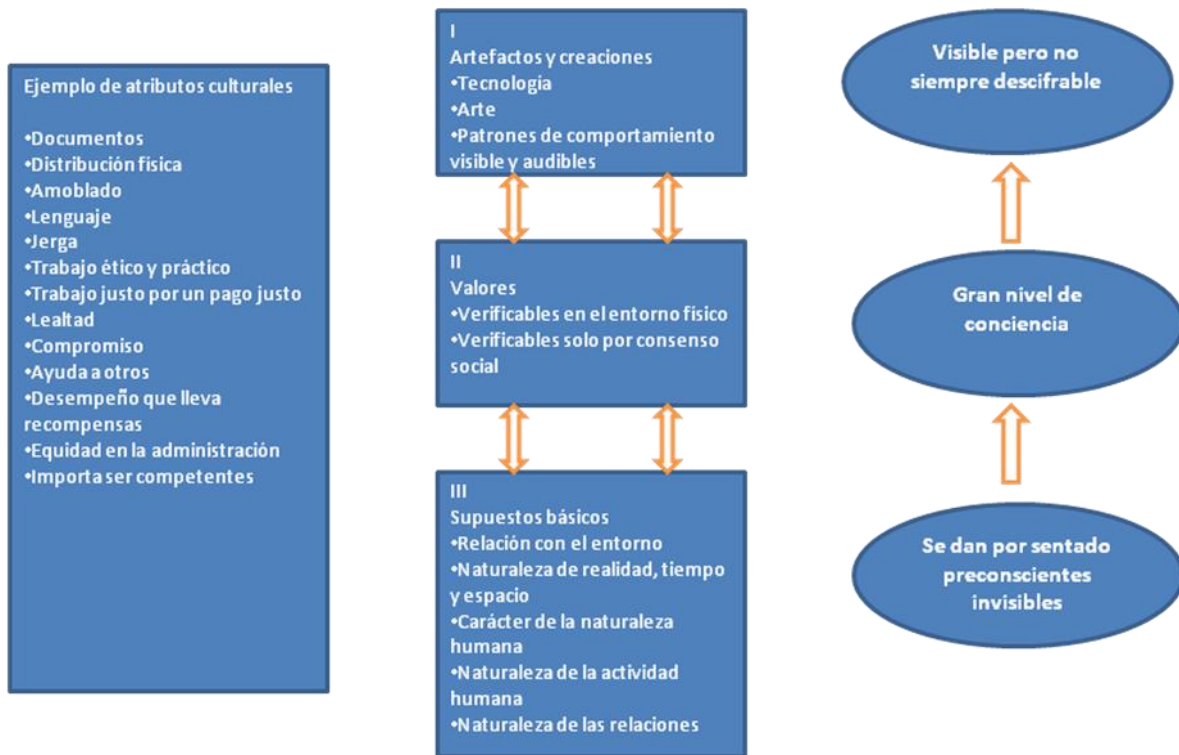 Ejemplo de atributos culturales
•Documentos
•Distribución física
•Amoblado
•Lenguaje
•Jerga
•Trabajo ético y práctico
•Trabajo justo por un pago justo
•Lealtad
•Compromiso
•Ayuda a otros
•Desempeño que lleva
recompensas
•Equidad en la administración
•Importa ser competentes
I
Artefactos y creaciones
•Tecnología
•Arte
•Patrones de comportamiento
visible y audibles
II
Valores
•Verificables en el entorno físico
•Verificables solo por consenso
social
III
Supuestos básicos
•Relación con el entorno
•Naturaleza de realidad, tiempo
y espacio
•Carácter de la naturaleza
humana
•Naturaleza de la actividad
humana
•Naturaleza de las relaciones
Visible pero no
siempre descifrable
Gran nivel de
conciencia
Se dan por sentado
preconscientes
invisibles